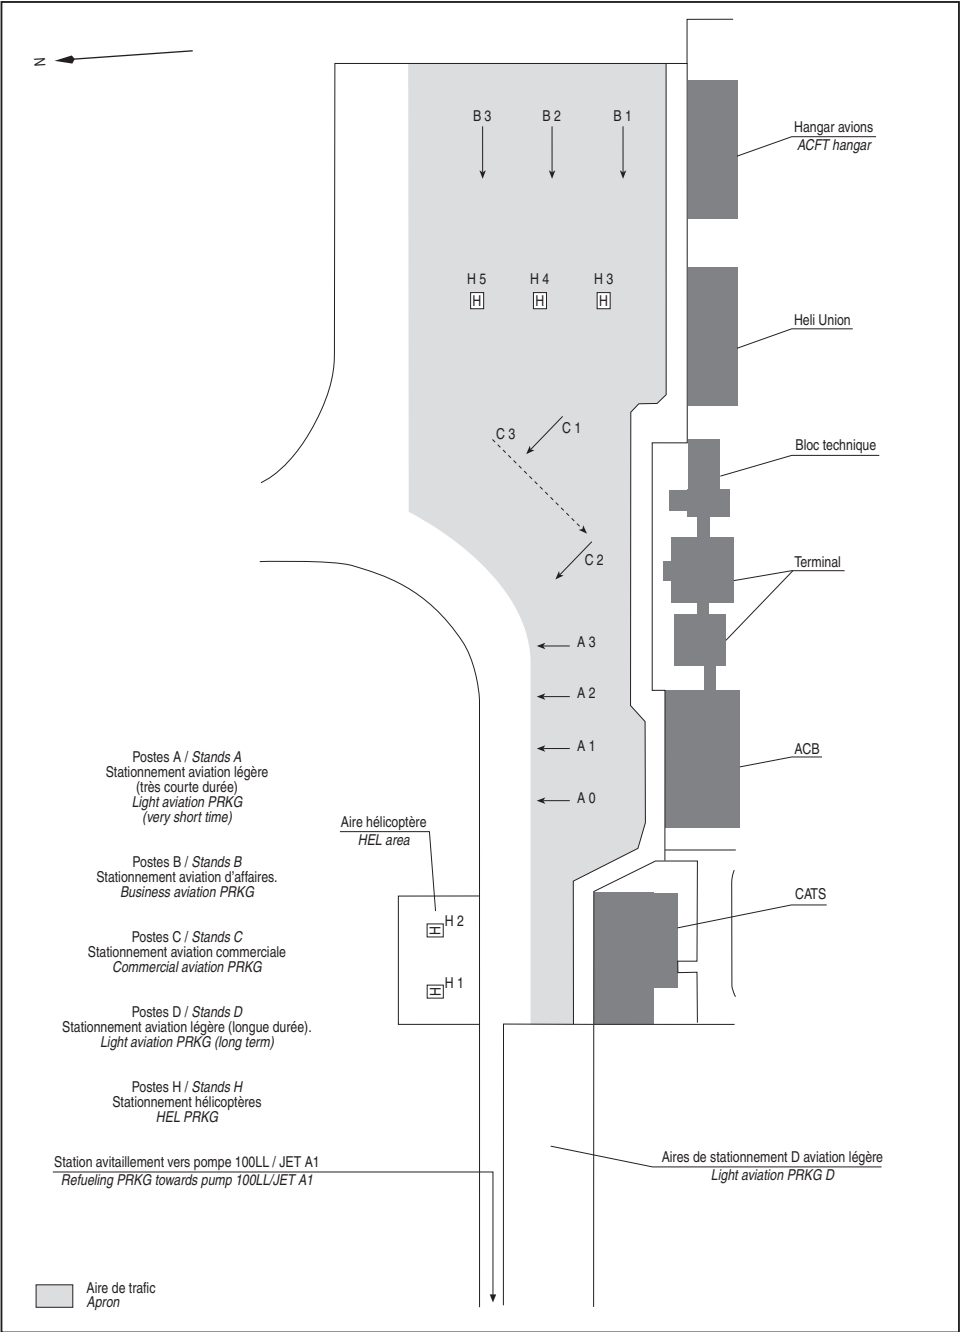 N
B 3
B 2
B 1
Hangar avions
ACFT hangar
H 5
H 4
H 3
H
H
H
Heli Union
C 3
C 1
Bloc technique
C 2
Terminal
A 3
A 2
A 1
ACB
A 0
Postes A / Stands A
Stationnement aviation légère
(très courte durée)
Light aviation PRKG
(very short time)
Aire hélicoptère
HEL area
Postes B / Stands B
Stationnement aviation d'affaires.
Business aviation PRKG
CATS
H 2
H
Postes C / Stands C
Stationnement aviation commerciale
Commercial aviation PRKG
H 1
H
Postes D / Stands D
Stationnement aviation légère (longue durée).
Light aviation PRKG (long term)
Postes H / Stands H
Stationnement hélicoptères
HEL PRKG
Station avitaillement vers pompe 100LL / JET A1
Refueling PRKG towards pump 100LL/JET A1
Aires de stationnement D aviation légère
Light aviation PRKG D
Aire de trafic
Apron